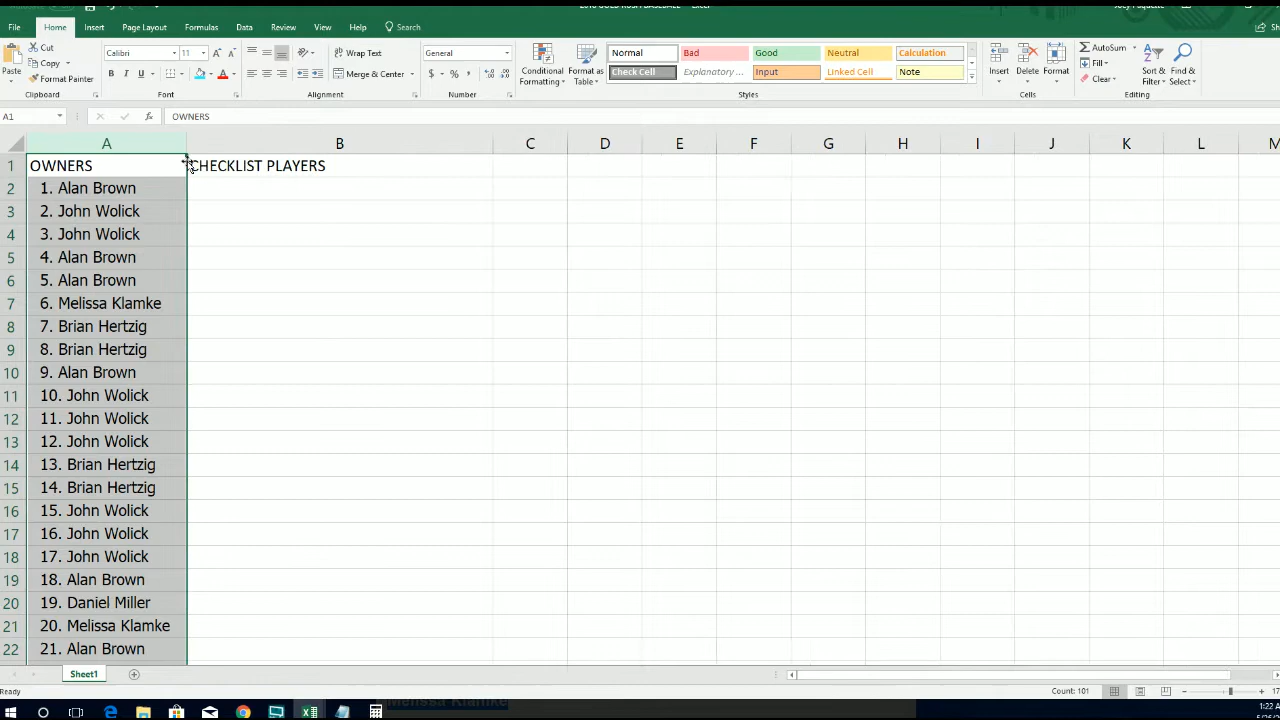 File Home Insert Page Layout Formulas Data Review View Help Search
Cut Calibri 11 Wrap Text General Normal Bad Good Neutral Calculation AutoSum
Copy Conditional Format as Check Cell Explanatory ... Input Linked Cell Note Insert Delete Format Fill Sort & Find &
Paste Format Painter B I U Merge & Center $ % Formatting Table Clear Filter Select
Clipboard Font Alignment Number Styles Cells Editing
A1 fx OWNERS
A B C D E F G H I J K L M
1 OWNERS CHECKLIST PLAYERS
2 1. Alan Brown
3 2. John Wolick
4 3. John Wolick
5 4. Alan Brown
6 5. Alan Brown
7 6. Melissa Klamke
8 7. Brian Hertzig
9 8. Brian Hertzig
10 9. Alan Brown
11 10. John Wolick
12 11. John Wolick
13 12. John Wolick
14 13. Brian Hertzig
15 14. Brian Hertzig
16 15. John Wolick
17 16. John Wolick
18 17. John Wolick
19 18. Alan Brown
20 19. Daniel Miller
21 20. Melissa Klamke
22 21. Alan Brown
Sheet1
Ready Count: 101
Melissa Klamke
1:22